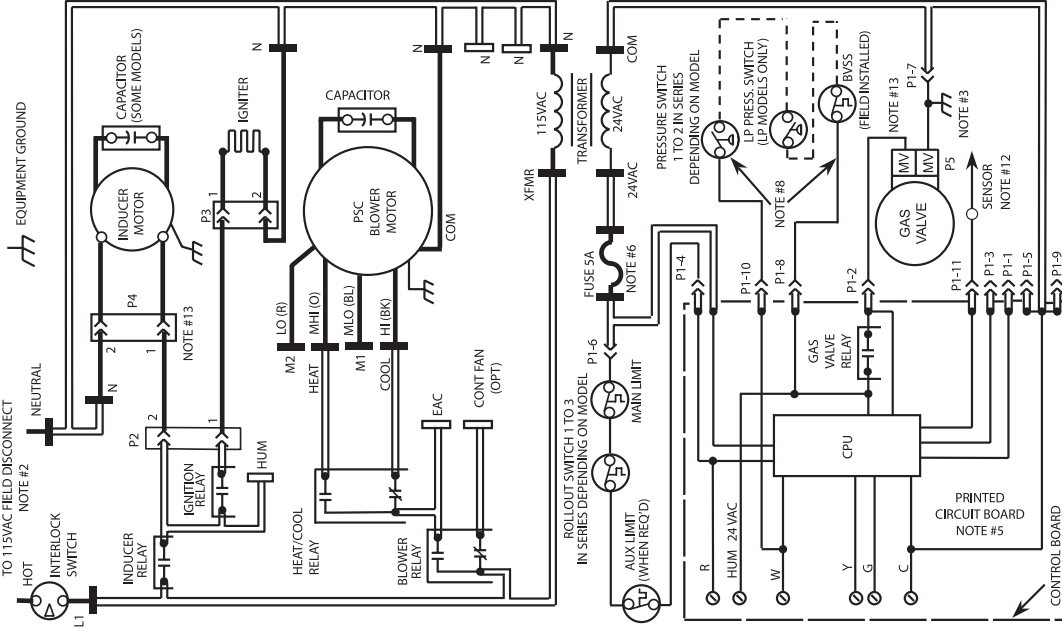 TO 115VAC FIELD DISCONNECT
NOTE #2
HOT
NEUTRAL
INTERLOCK
SWITCH
L1
EQUIPMENT GROUND
CAPACITOR
(SOME MODELS)
INDUCER
MOTOR
P4
2
1
NOTE #13
N
P2
2
1
INDUCER
RELAY
IGNITION
RELAY
HUM
IGNITER
P3
1
2
N
CAPACITOR
PSC
BLOWER
MOTOR
COM
LO (R)
MHI (O)
MLO (BL)
HI (BK)
M2
HEAT
M1
COOL
HEAT/COOL
RELAY
BLOWER
RELAY
EAC
CONT FAN
(OPT)
N
N
N
N
115VAC
TRANSFORMER
24VAC
XFMR
COM
24VAC
FUSE 5A
NOTE #6
P1-6
MAIN LIMIT
ROLLOUT SWITCH 1 TO 3
IN SERIES DEPENDING ON MODEL
AUX LIMIT
(WHEN REQ'D)
PRESSURE SWITCH
1 TO 2 IN SERIES
DEPENDING ON MODEL
LP PRESS. SWITCH
(LP MODELS ONLY)
BVSS
(FIELD INSTALLED)
NOTE #8
NOTE #13
P1-7
NOTE #3
MV
MV
P5
GAS
VALVE
SENSOR
NOTE #12
P1-4
P1-10
P1-8
P1-2
P1-11
P1-3
P1-1
P1-5
P1-9
GAS
VALVE
RELAY
CPU
PRINTED
CIRCUIT BOARD
NOTE #5
R
HUM 24 VAC
W
Y
G
C
CONTROL BOARD